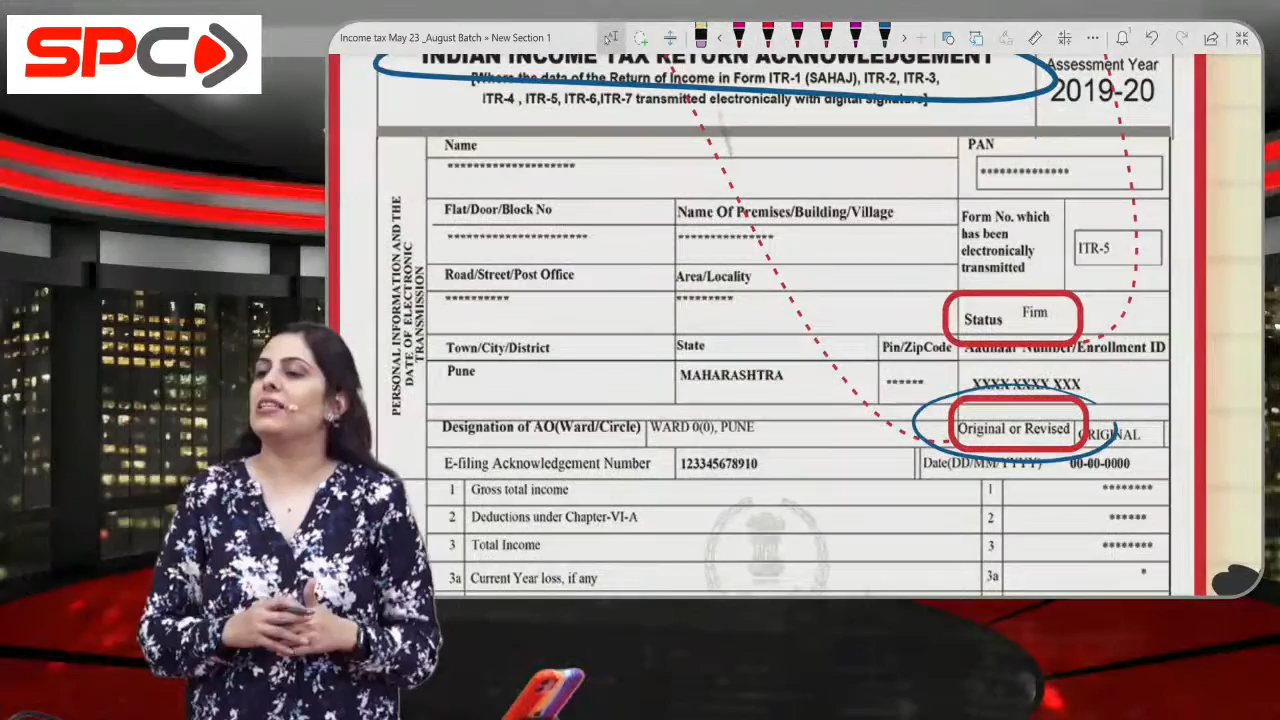 SPC
Income tax May 23 _August Batch » New Section 1
INDIAN INCOME TAX RETURN ACKNOWLEDGEMENT
[Where the data of the Return of Income in Form ITR-1 (SAHAJ), ITR-2, ITR-3,
ITR-4 , ITR-5, ITR-6,ITR-7 transmitted electronically with digital signature]
Assessment Year
2019-20
PERSONAL INFORMATION AND THE
DATE OF ELECTRONIC
TRANSMISSION
Name
********************
PAN
**************
Flat/Door/Block No
**********************
Name Of Premises/Building/Village
***************
Form No. which
has been
electronically
transmitted
ITR-5
Road/Street/Post Office
**********
Area/Locality
*********
Status Firm
Town/City/District
Pune
State
MAHARASHTRA
Pin/ZipCode
******
Aadhaar Number/Enrollment ID
XXXX XXXX XXX
Designation of AO(Ward/Circle) WARD 0(0), PUNE
Original or Revised ORIGINAL
E-filing Acknowledgement Number 123345678910
Date(DD/MM/YYYY) 00-00-0000
1 Gross total income 1 ********
2 Deductions under Chapter-VI-A 2 ******
3 Total Income 3 ********
3a Current Year loss, if any 3a *